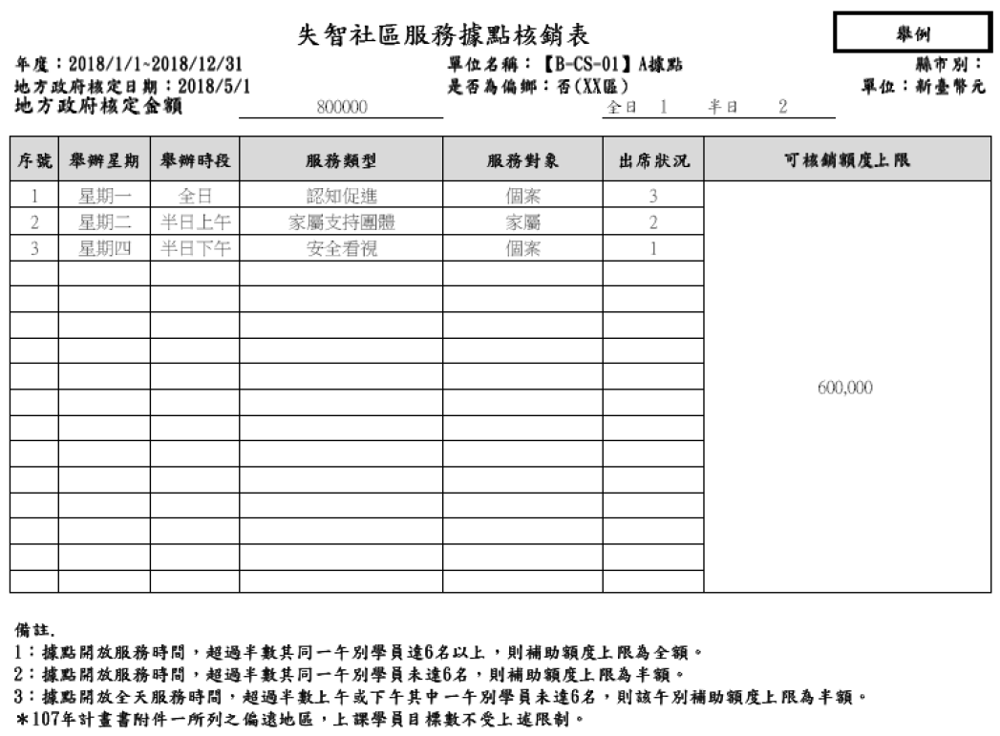 失智社區服務據點核銷表
舉例
年度：2018/1/1~2018/12/31 單位名稱：【B-CS-01】A據點 縣市別：
地方政府核定日期：2018/5/1 是否為偏鄉：否(XX區) 單位：新臺幣元
地方政府核定金額 800000 全日 1 半日 2
序號 舉辦星期 舉辦時段 服務類型 服務對象 出席狀況 可核銷額度上限
1 星期一 全日 認知促進 個案 3
2 星期二 半日上午 家屬支持團體 家屬 2
3 星期四 半日下午 安全看視 個案 1
600,000
備註.
1：據點開放服務時間，超過半數其同一午別學員達6名以上，則補助額度上限為全額。
2：據點開放服務時間，超過半數其同一午別學員未達6名，則補助額度上限為半額。
3：據點開放全天服務時間，超過半數上午或下午其中一午別學員未達6名，則該午別補助額度上限為半額。
＊107年計畫書附件一所列之偏遠地區，上課學員目標數不受上述限制。